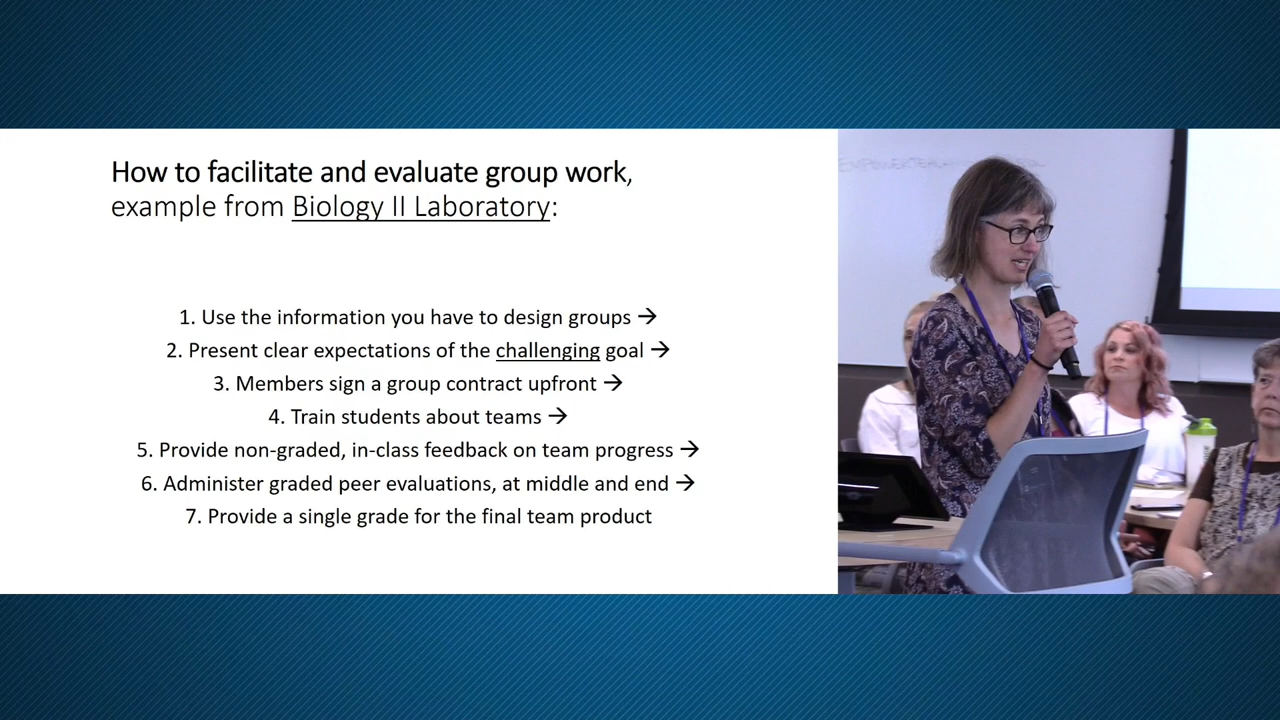 How to facilitate and evaluate group work,
example from Biology II Laboratory:
1. Use the information you have to design groups →
2. Present clear expectations of the challenging goal →
3. Members sign a group contract upfront →
4. Train students about teams →
5. Provide non-graded, in-class feedback on team progress →
6. Administer graded peer evaluations, at middle and end →
7. Provide a single grade for the final team product